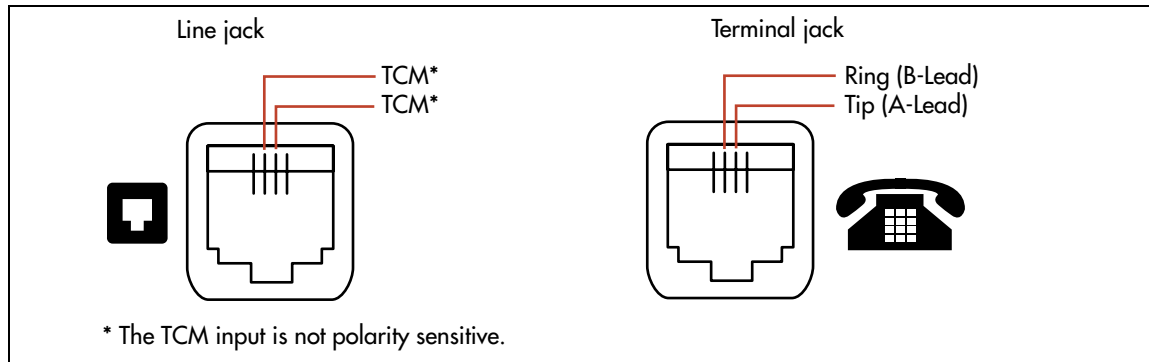 Line jack
TCM*
TCM*
Terminal jack
Ring (B-Lead)
Tip (A-Lead)
* The TCM input is not polarity sensitive.